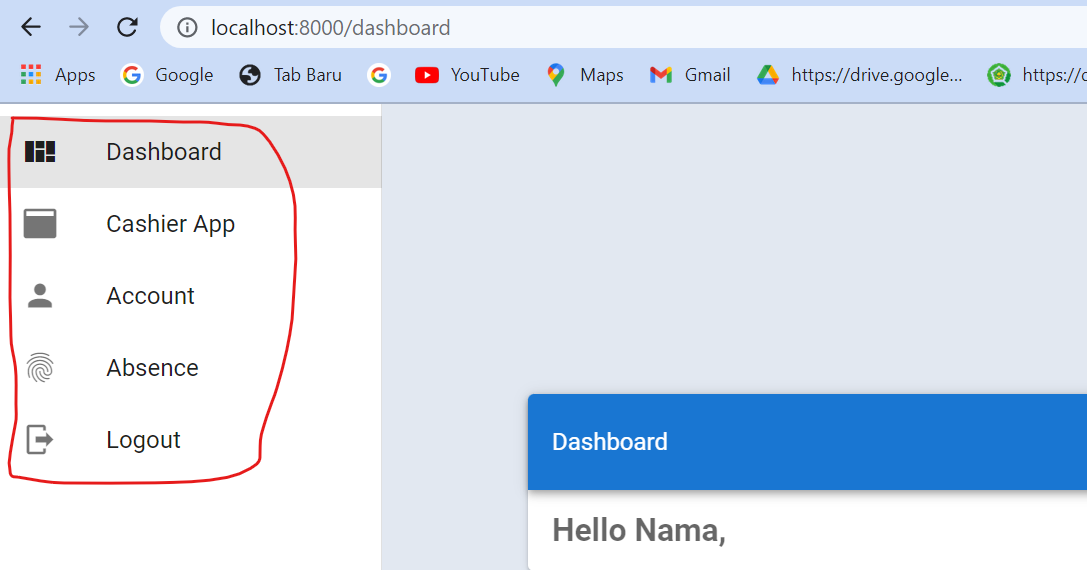 localhost:8000/dashboard
Apps Google Tab Baru YouTube Maps Gmail https://drive.google... https://
Dashboard
Cashier App
Account
Absence
Logout
Dashboard
Hello Nama,